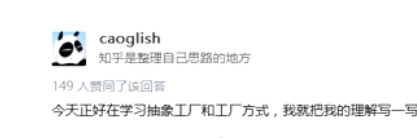 caoglish
知乎是整理自己思路的地方
149 人赞同了该回答
今天正好在学习抽象工厂和工厂方式，我就把我的理解写一写